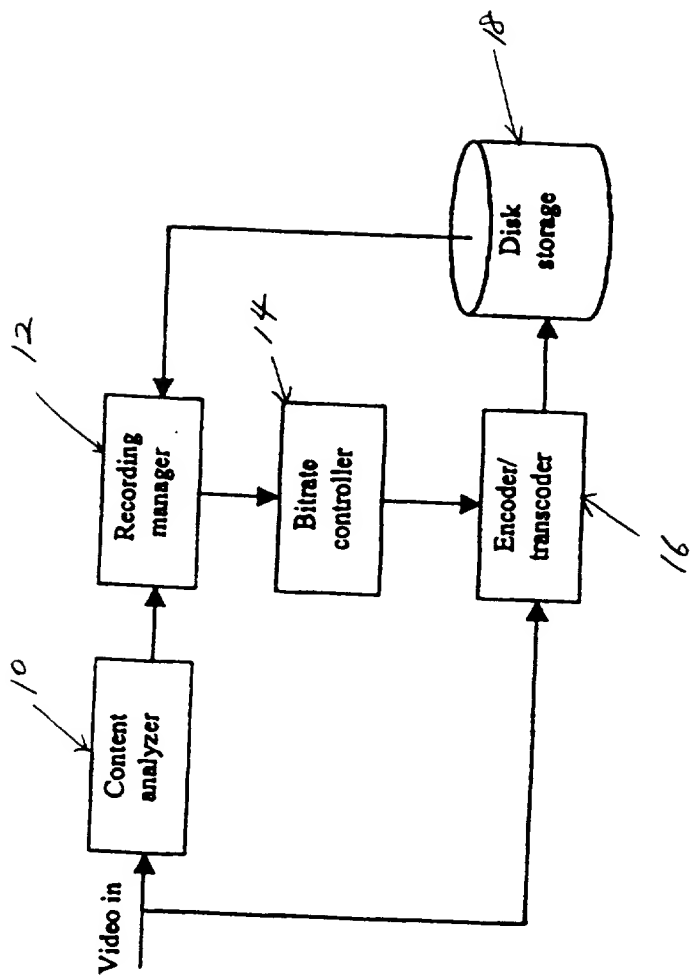 Video in
10
Content
analyzer
12
Recording
manager
14
Bitrate
controller
Encoder/
transcoder
16
18
Disk
storage